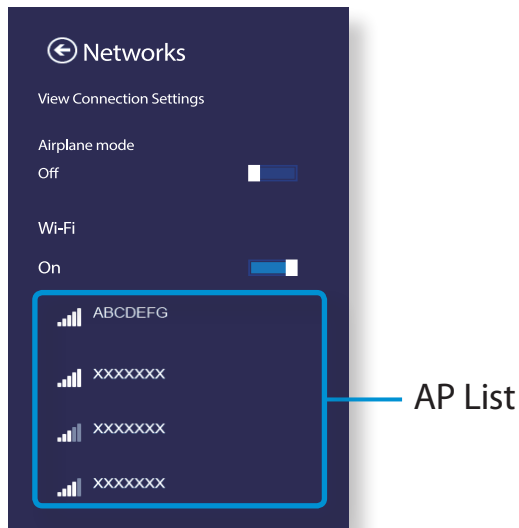 Networks
View Connection Settings
Airplane mode
Off
Wi-Fi
On
ABCDEFG
XXXXXXX
XXXXXXX
XXXXXXX
AP List